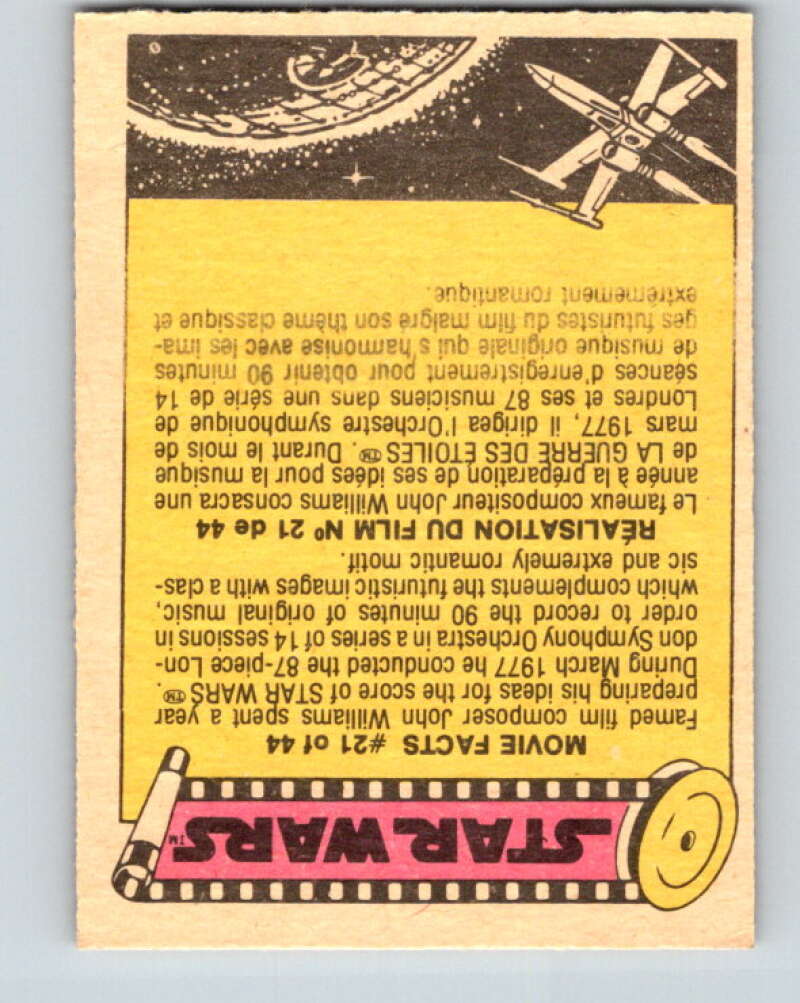 STAR WARS™
MOVIE FACTS #21 of 44
Famed film composer John Williams spent a year
preparing his ideas for the score of STAR WARS ™.
During March 1977 he conducted the 87-piece Lon-
don Symphony Orchestra in a series of 14 sessions in
order to record the 90 minutes of original music,
which complements the futuristic images with a clas-
sic and extremely romantic motif.
RÉALISATION DU FILM Nº 21 de 44
Le fameux compositeur John Williams consacra une
année à la préparation de ses idées pour la musique
de LA GUERRE DES ETOILES ™. Durant le mois de
mars 1977, il dirigea l'Orchestre symphonique de
Londres et ses 87 musiciens dans une série de 14
séances d'enregistrement pour obtenir 90 minutes
de musique originale qui s'harmonise avec les ima-
ges futuristes du film malgré son thème classique et
extrêmement romantique.